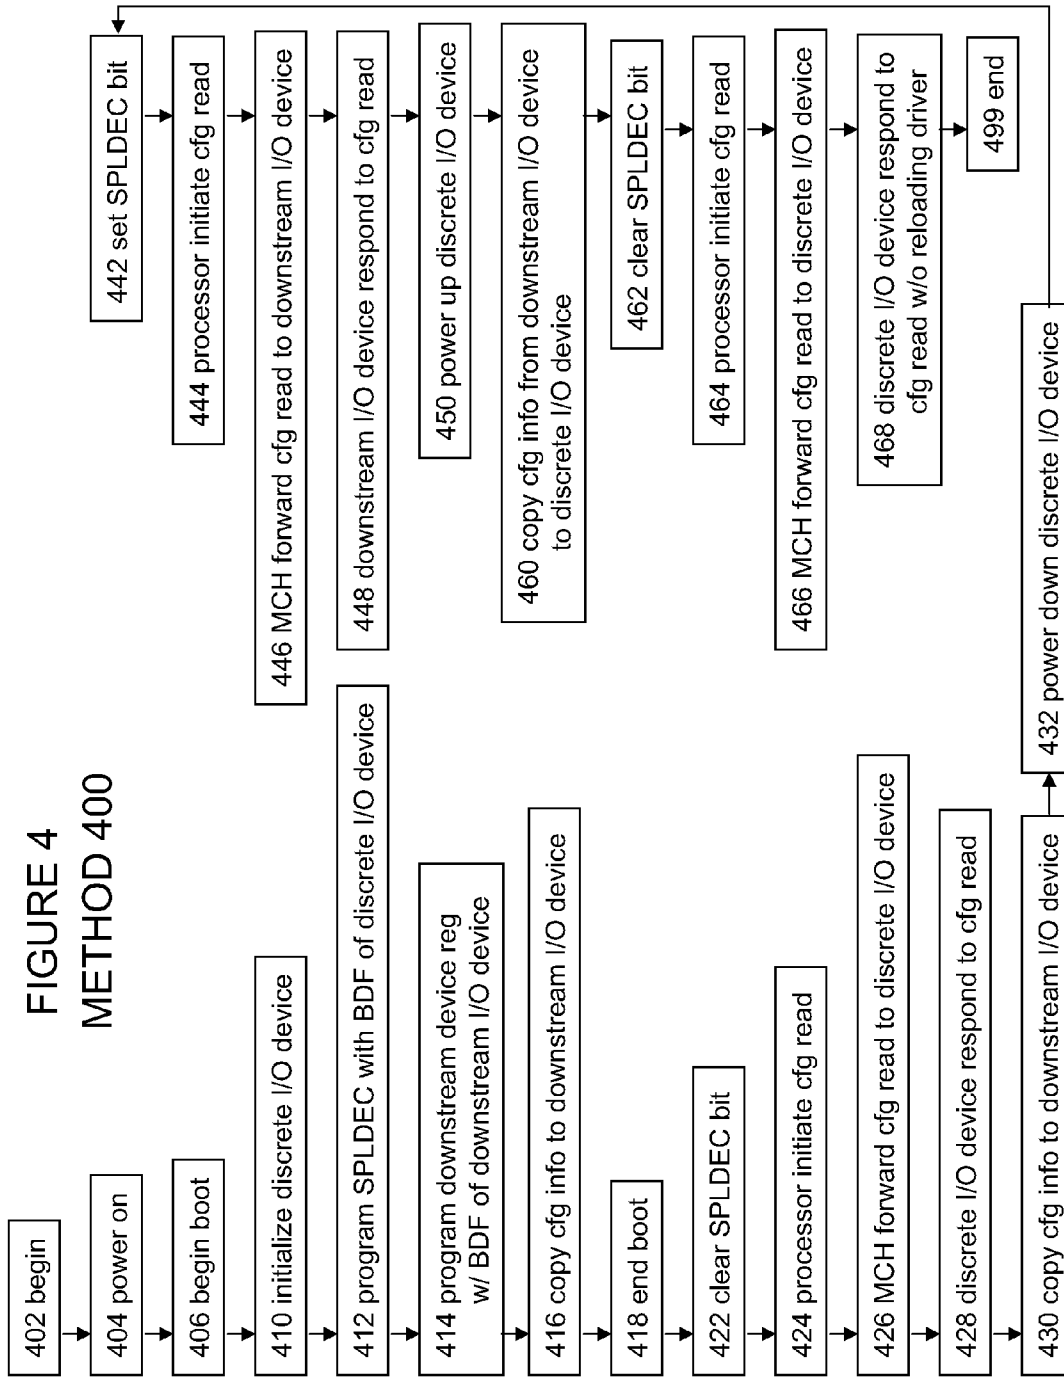 FIGURE 4
METHOD 400
402 begin
404 power on
406 begin boot
410 initialize discrete I/O device
412 program SPLDEC with BDF of discrete I/O device
414 program downstream device reg
w/ BDF of downstream I/O device
416 copy cfg info to downstream I/O device
418 end boot
422 clear SPLDEC bit
424 processor initiate cfg read
426 MCH forward cfg read to discrete I/O device
428 discrete I/O device respond to cfg read
430 copy cfg info to downstream I/O device
432 power down discrete I/O device
442 set SPLDEC bit
444 processor initiate cfg read
446 MCH forward cfg read to downstream I/O device
448 downstream I/O device respond to cfg read
450 power up discrete I/O device
460 copy cfg info from downstream I/O device
to discrete I/O device
462 clear SPLDEC bit
464 processor initiate cfg read
466 MCH forward cfg read to discrete I/O device
468 discrete I/O device respond to
cfg read w/o reloading driver
499 end